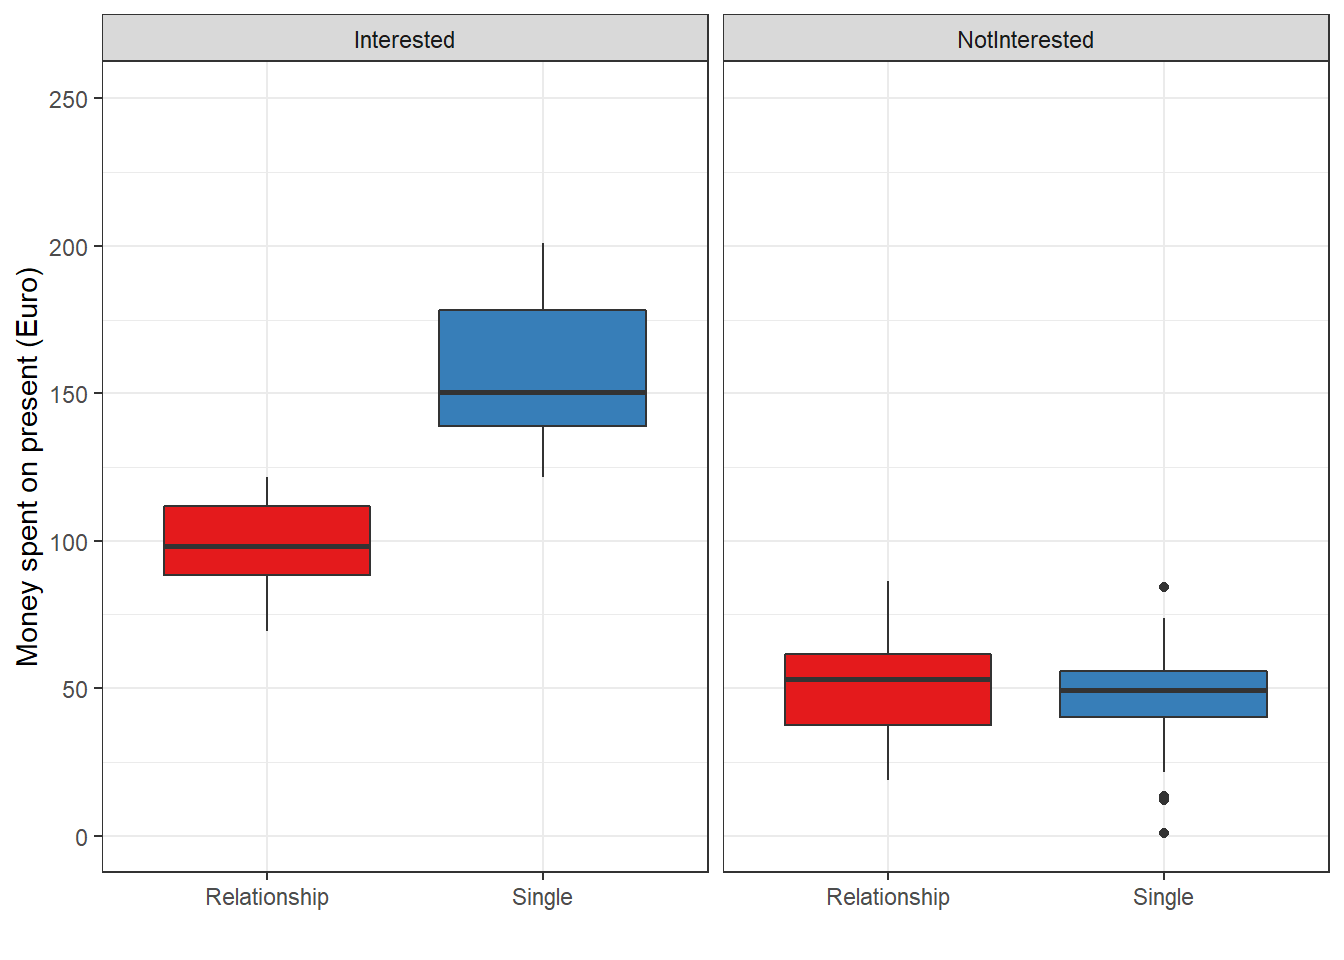 Interested
NotInterested
Money spent on present (Euro)
250
200
150
100
50
0
Relationship
Single
Relationship
Single